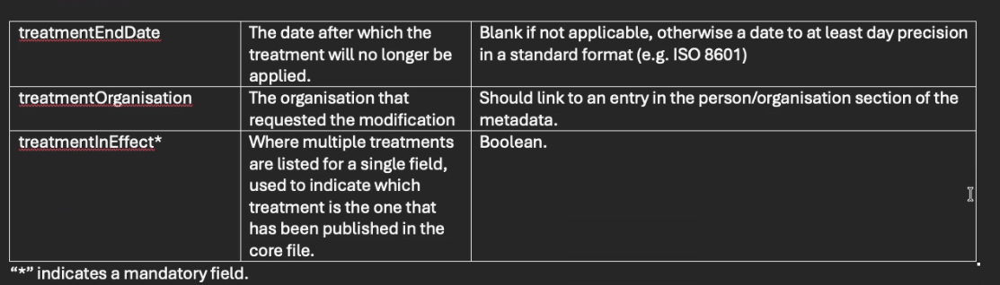 treatmentEndDate
The date after which the
treatment will no longer be
applied.
Blank if not applicable, otherwise a date to at least day precision
in a standard format (e.g. ISO 8601)
treatmentOrganisation
The organisation that
requested the modification
Should link to an entry in the person/organisation section of the
metadata.
treatmentInEffect*
Where multiple treatments
are listed for a single field,
used to indicate which
treatment is the one that
has been published in the
core file.
Boolean.
“*” indicates a mandatory field.